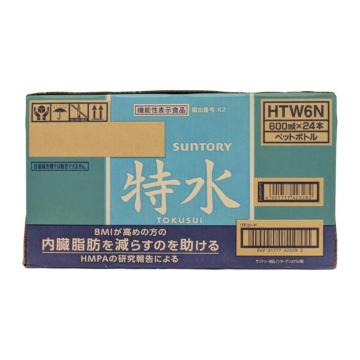 機能性表示食品 届出番号:K2
HTW6N
600ml×24本
ペットボトル
SUNTORY
特水
TOKUSUI
BMIが高めの方の
内臓脂肪を減らすのを助ける
HMPAの研究報告による